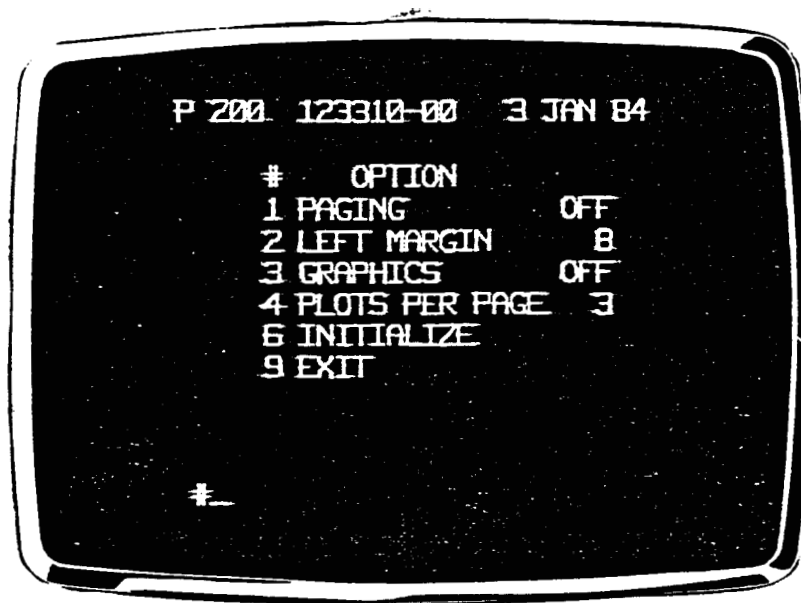 P 200 123310-00 3 JAN 84
# OPTION
1 PAGING OFF
2 LEFT MARGIN 8
3 GRAPHICS OFF
4 PLOTS PER PAGE 3
6 INITIALIZE
9 EXIT
#_